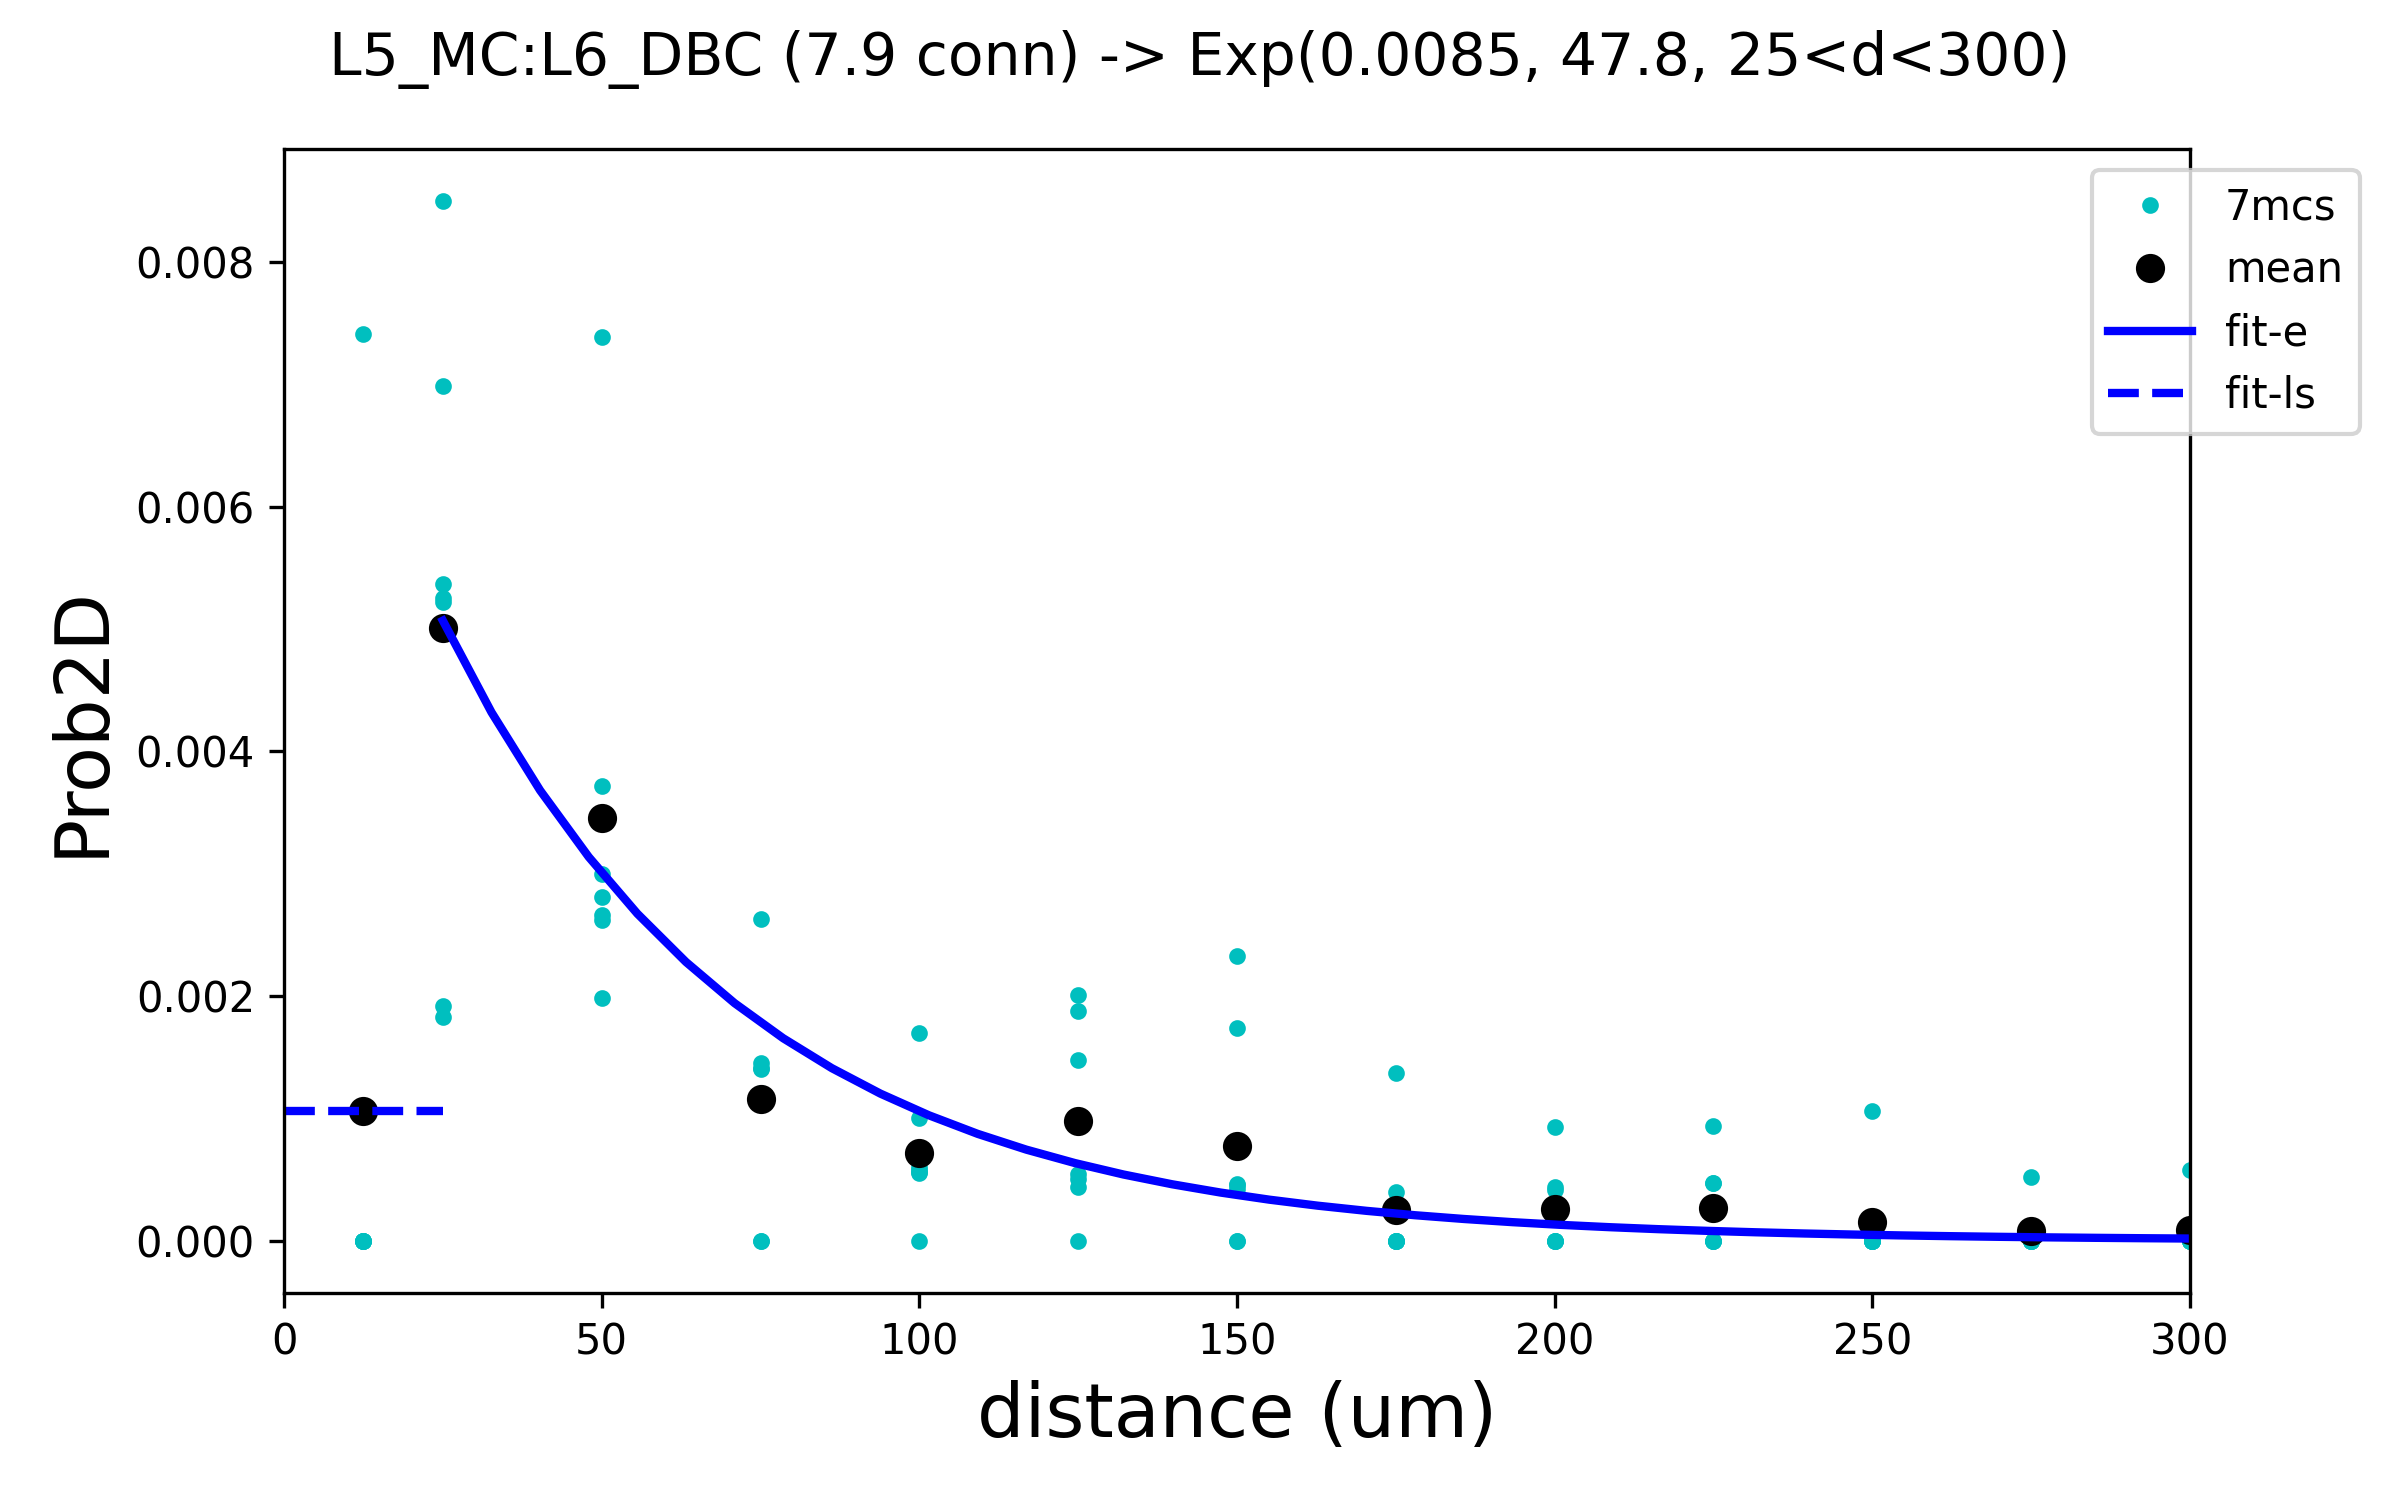 L5_MC:L6_DBC (7.9 conn) -> Exp(0.0085, 47.8, 25<d<300)
7mcs
mean
fit-e
fit-ls
Prob2D
0.008
0.006
0.004
0.002
0.000
0 50 100 150 200 250 300
distance (um)